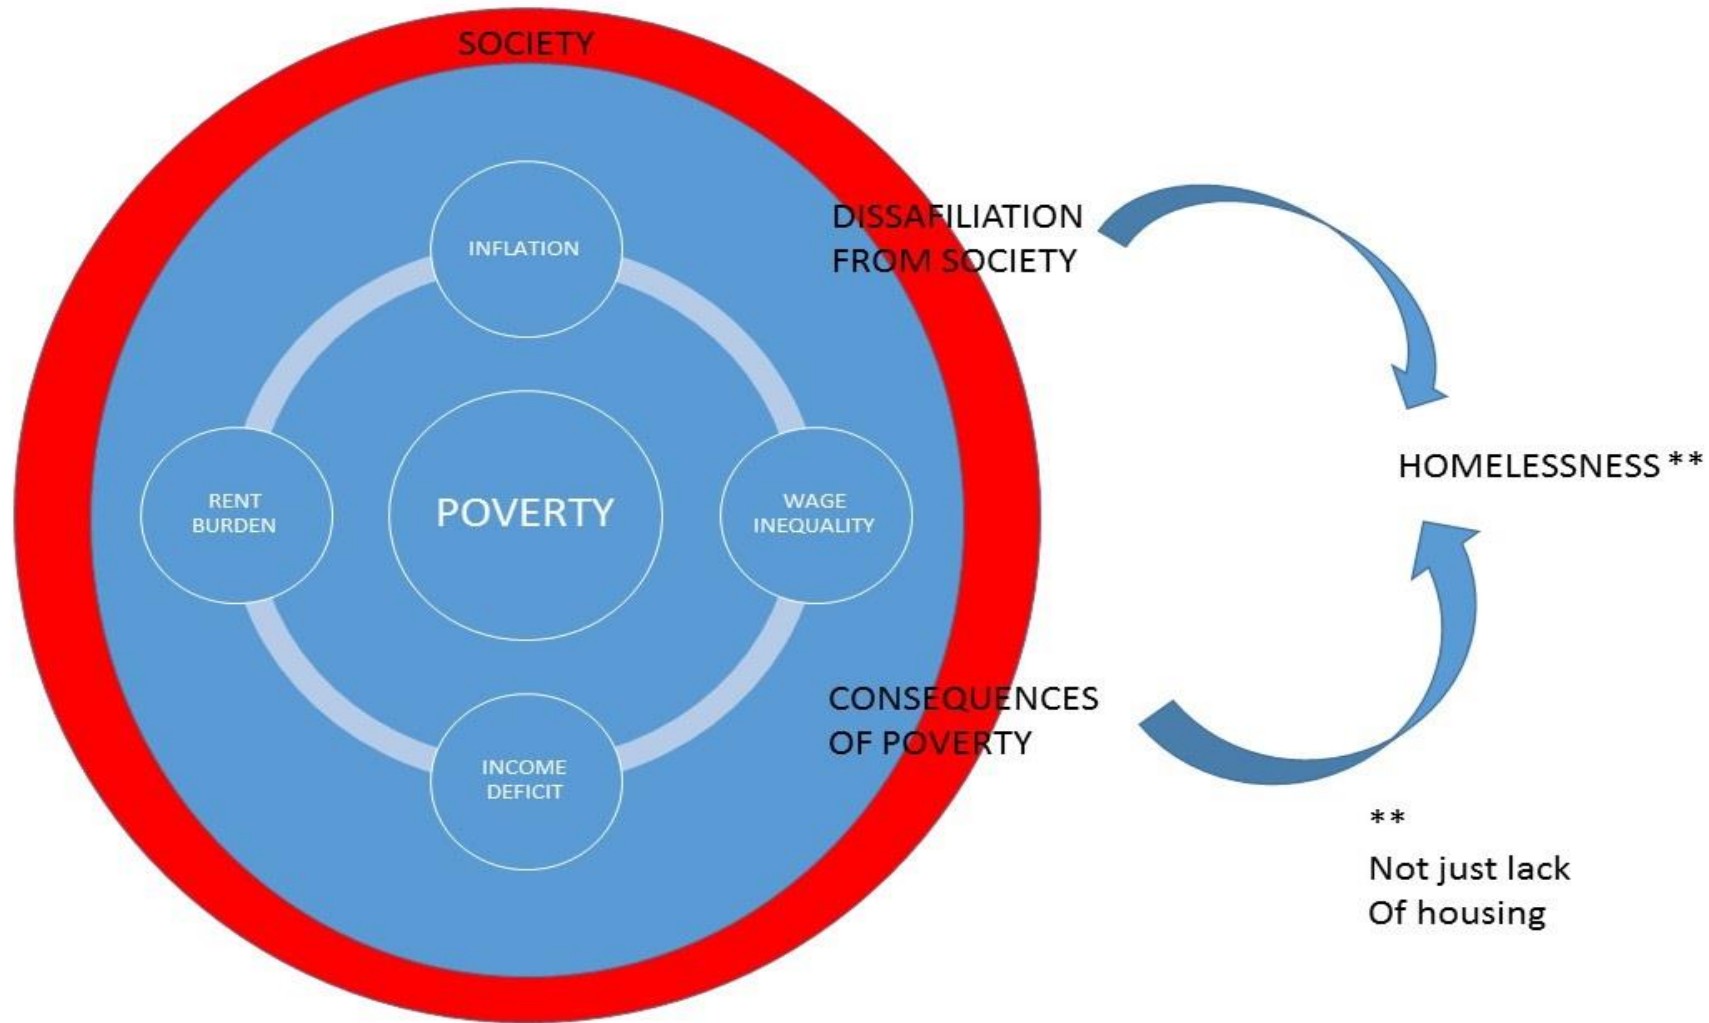 SOCIETY
INFLATION
DISSAFILIATION
FROM SOCIETY
HOMELESSNESS **
RENT
BURDEN
POVERTY
WAGE
INEQUALITY
CONSEQUENCES
OF POVERTY
INCOME
DEFICIT
**
Not just lack
Of housing